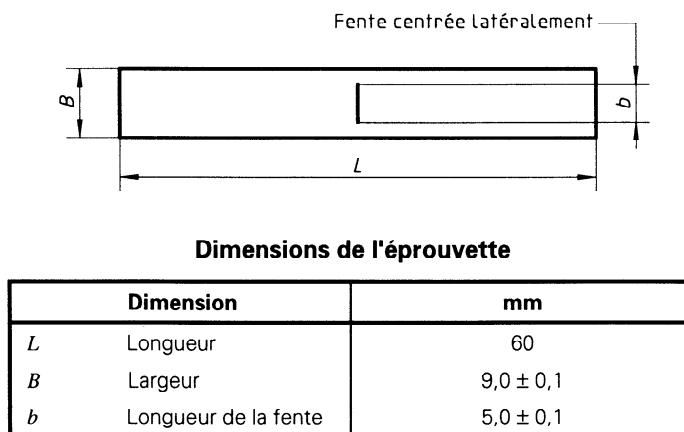 Fente centrée latéralement
B
b
L
Dimensions de l'éprouvette
Dimension mm
L Longueur 60
B Largeur 9,0 ± 0,1
b Longueur de la fente 5,0 ± 0,1